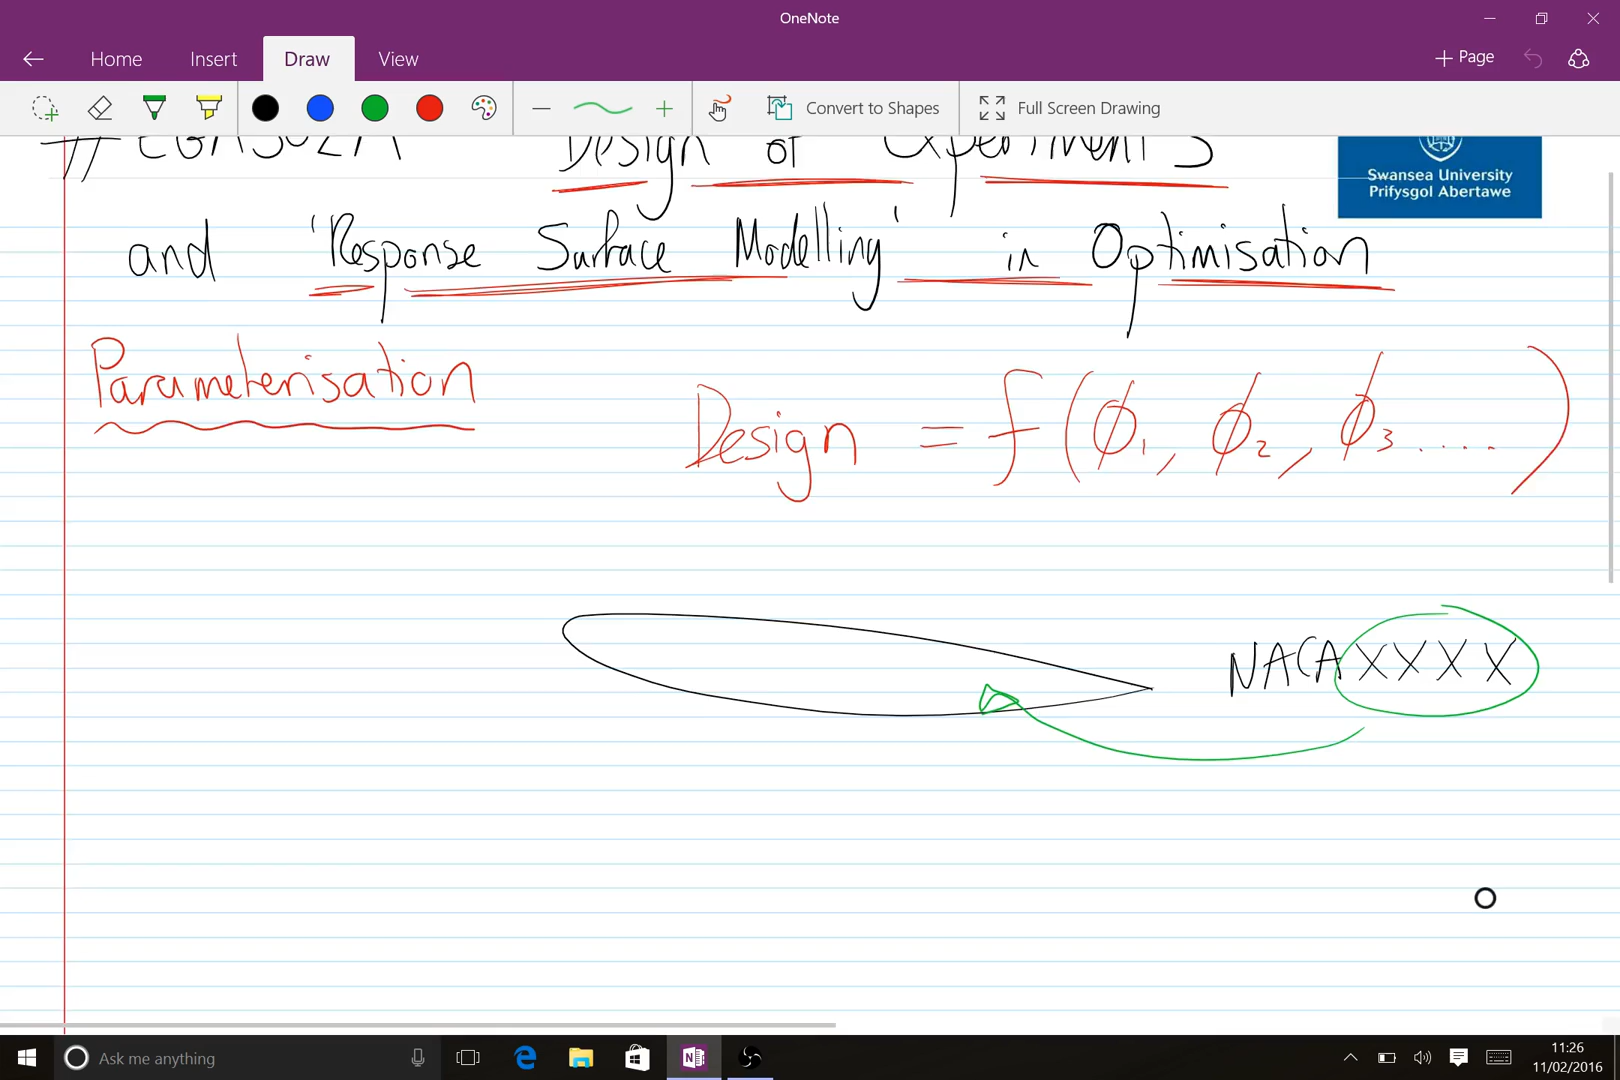 OneNote
Home Insert Draw View
Page
Convert to Shapes Full Screen Drawing
Design of Experiments
Swansea University
Prifysgol Abertawe
and 'Response Surface Modelling' in Optimisation
Parameterisation
Design = f(ϕ1, ϕ2, ϕ3 ....)
NACA XXXX
Ask me anything
11:26
11/02/2016